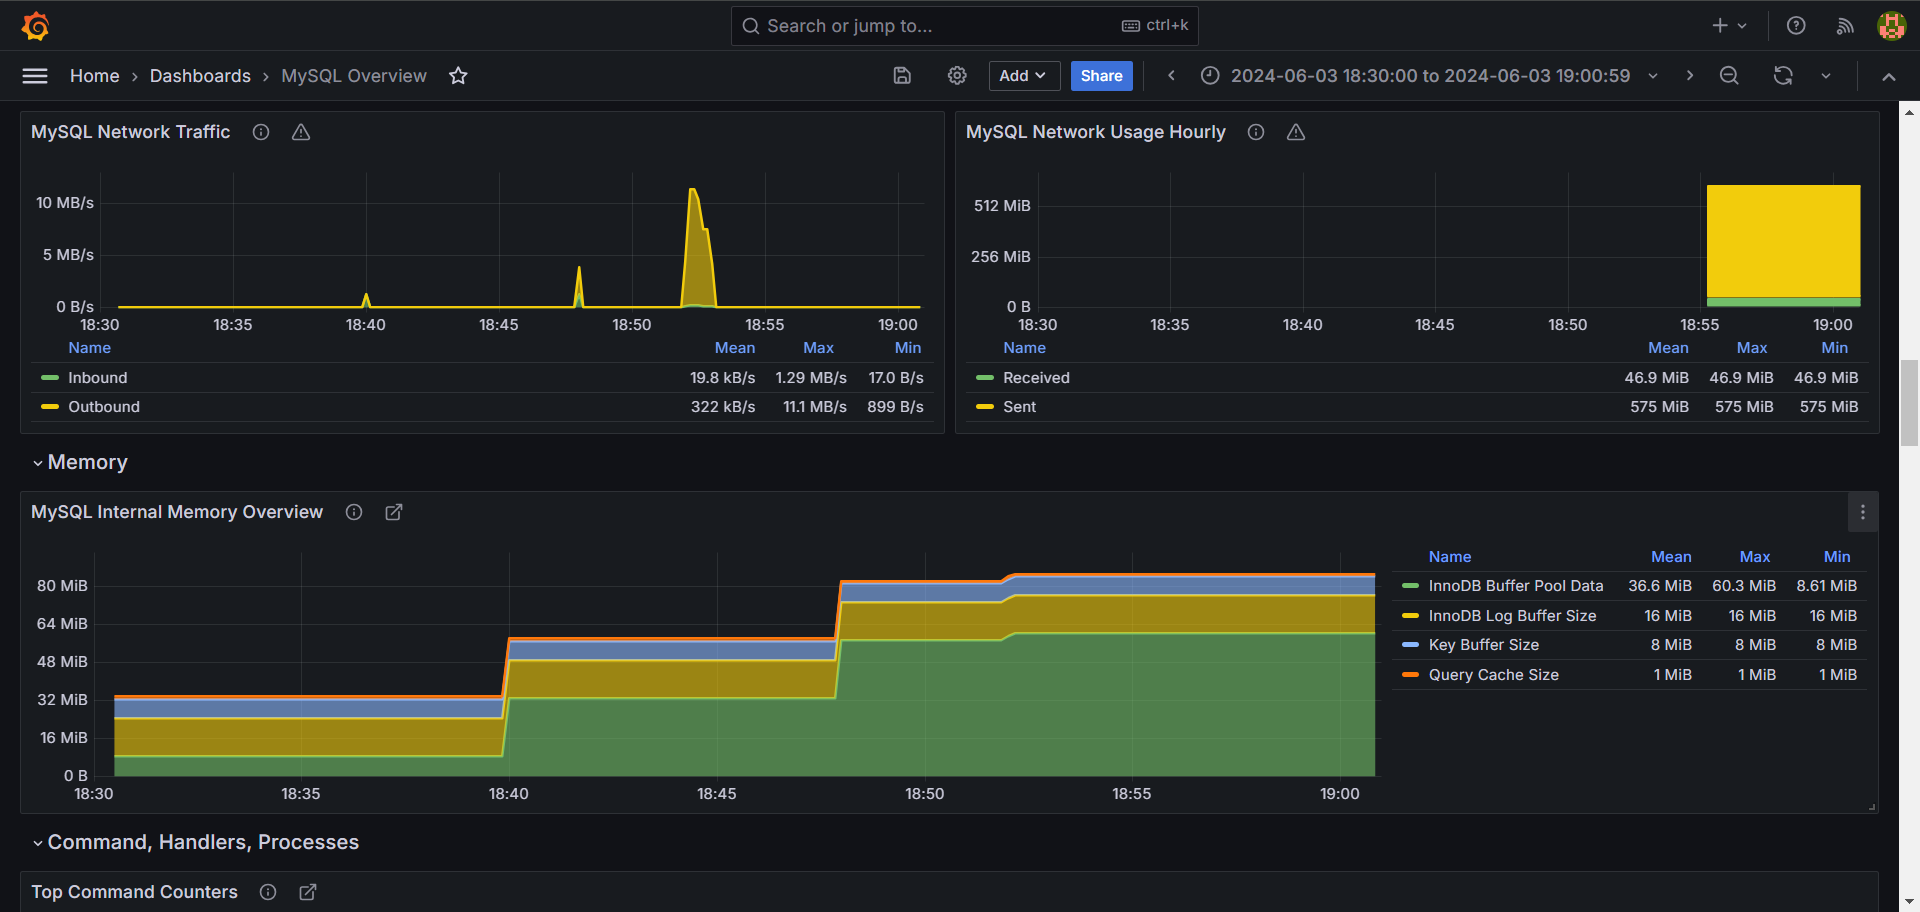 Search or jump to... ctrl+k
Home › Dashboards › MySQL Overview Add Share 2024-06-03 18:30:00 to 2024-06-03 19:00:59
MySQL Network Traffic
10 MB/s
5 MB/s
0 B/s
18:30 18:35 18:40 18:45 18:50 18:55 19:00
Name Mean Max Min
Inbound 19.8 kB/s 1.29 MB/s 17.0 B/s
Outbound 322 kB/s 11.1 MB/s 899 B/s
MySQL Network Usage Hourly
512 MiB
256 MiB
0 B
18:30 18:35 18:40 18:45 18:50 18:55 19:00
Name Mean Max Min
Received 46.9 MiB 46.9 MiB 46.9 MiB
Sent 575 MiB 575 MiB 575 MiB
Memory
MySQL Internal Memory Overview
80 MiB
64 MiB
48 MiB
32 MiB
16 MiB
0 B
18:30 18:35 18:40 18:45 18:50 18:55 19:00
Name Mean Max Min
InnoDB Buffer Pool Data 36.6 MiB 60.3 MiB 8.61 MiB
InnoDB Log Buffer Size 16 MiB 16 MiB 16 MiB
Key Buffer Size 8 MiB 8 MiB 8 MiB
Query Cache Size 1 MiB 1 MiB 1 MiB
Command, Handlers, Processes
Top Command Counters